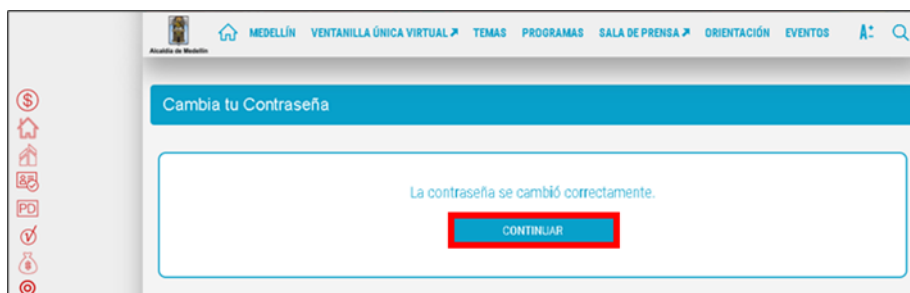 Alcaldía de Medellín
MEDELLÍN VENTANILLA ÚNICA VIRTUAL TEMAS PROGRAMAS SALA DE PRENSA ORIENTACIÓN EVENTOS A
Cambia tu Contraseña
$
PD
La contraseña se cambió correctamente.
CONTINUAR
$